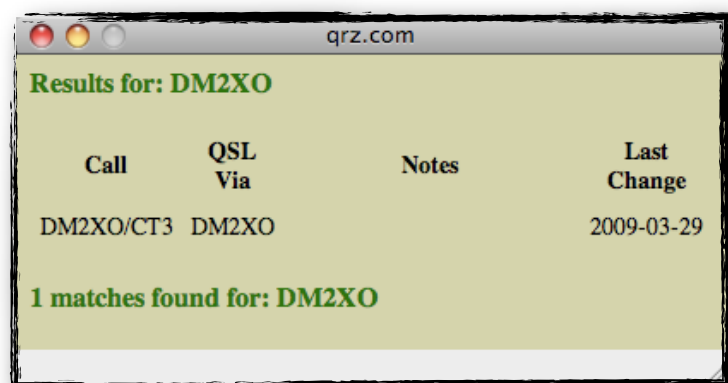 qrz.com
Results for: DM2XO
Call QSL Via Notes Last Change
DM2XO/CT3 DM2XO 2009-03-29
1 matches found for: DM2XO